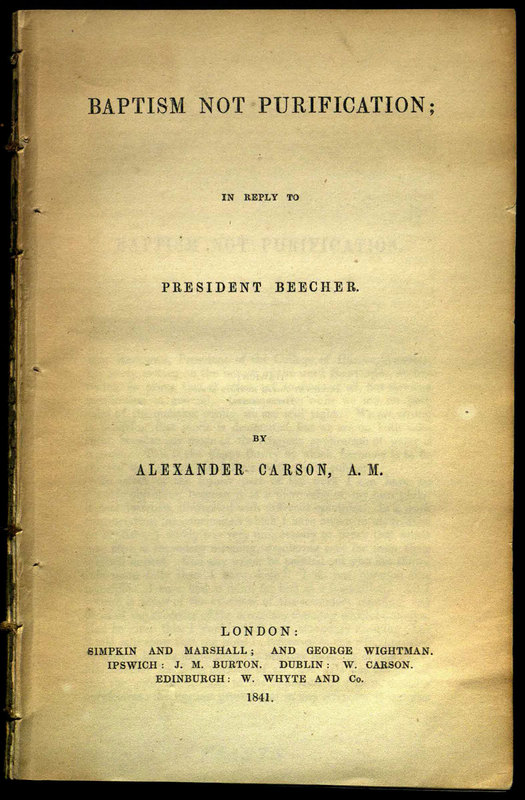 BAPTISM NOT PURIFICATION;
IN REPLY TO
PRESIDENT BEECHER.
BY
ALEXANDER CARSON, A. M.
LONDON:
SIMPKIN AND MARSHALL; AND GEORGE WIGHTMAN.
IPSWICH: J. M. BURTON. DUBLIN: W. CARSON.
EDINBURGH: W. WHYTE AND Co.
1841.